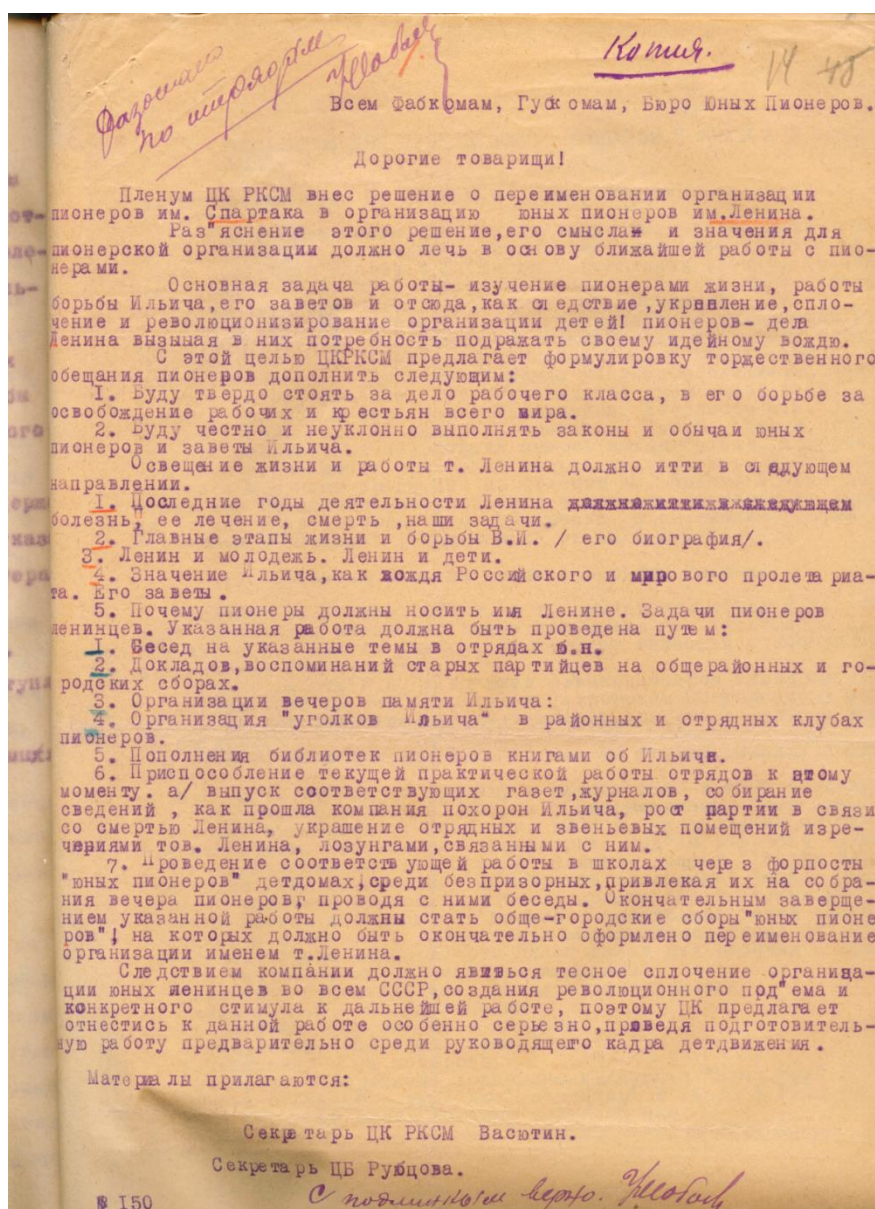 Копия.
14 45
Разослано
по отрядам
Всем Фабкомам, Губкомам, Бюро Юных Пионеров.
Дорогие товарищи!
Пленум ЦК РКСМ внес решение о переименовании организации
пионеров им. Спартака в организацию юных пионеров им.Ленина.
Раз"яснение этого решение,его смысла и значения для
пионерской организации должно лечь в основу ближайшей работы с пио-
нерами.
Основная задача работы- изучение пионерами жизни, работы
борьбы Ильича,его заветов и отсюда,как следствие,укрепление,спло-
чение и революционизирование организации детей! пионеров- дела
Ленина вызывая в них потребность подражать своему идейному вождю.
С этой целью ЦКРКСМ предлагает формулировку торжественного
обещания пионеров дополнить следующим:
I. Буду твердо стоять за дело рабочего класса, в его борьбе за
освобождение рабочих и крестьян всего мира.
2. Буду честно и неуклонно выполнять законы и обычаи юных
пионеров и заветы Ильича.
Освещение жизни и работы т. Ленина должно итти в следующем
направлении.
I. Последние годы деятельности Ленина должно итти в следующем
болезнь, ее лечение, смерть ,наши задачи.
2. Главные этапы жизни и борьбы В.И. / его биография/.
3. Ленин и молодежь. Ленин и дети.
4. Значение Ильича,как вождя Российского и мирового пролетариа-
та. Его заветы.
5. Почему пионеры должны носить имя Ленине. Задачи пионеров
ленинцев. Указанная работа должна быть проведена путем:
I. Бесед на указанные темы в отрядах ю.п.
2. Докладов,воспоминаний старых партийцев на общерайонных и го-
родских сборах.
3. Организации вечеров памяти Ильича:
4. Организация "уголков Ильича" в районных и отрядных клубах
пионеров.
5. Пополнения библиотек пионеров книгами об Ильиче.
6. Приспособление текущей практической работы отрядов к этому
моменту. а/ выпуск соответствующих газет,журналов, собирание
сведений , как прошла компания похорон Ильича, рост партии в связи
со смертью Ленина, украшение отрядных и звеньевых помещений изре-
чениями тов. Ленина, лозунгами,связанными с ним.
7. Проведение соответствующей работы в школах через форпосты
"юных пионеров" детдомах,среди безпризорных,привлекая их на собра-
ния вечера пионеров, проводя с ними беседы. Окончательным заверше-
нием указанной работы должны стать обще-городские сборы"юных пионе
ров", на которых должно быть окончательно оформлено переименование
организации именем т.Ленина.
Следствием компании должно явиться тесное сплочение организа-
ции юных ленинцев во всем СССР,создания революционного под"ема и
конкретного стимула к дальнейшей работе, поэтому ЦК предлагает
отнестись к данной работе особенно серьезно,проведя подготовитель-
ную работу предварительно среди руководящего кадра детдвижения.
Материалы прилагаются:
Секретарь ЦК РКСМ Васютин.
Секретарь ЦБ Рубцова.
№ I50
С подлинным верно.